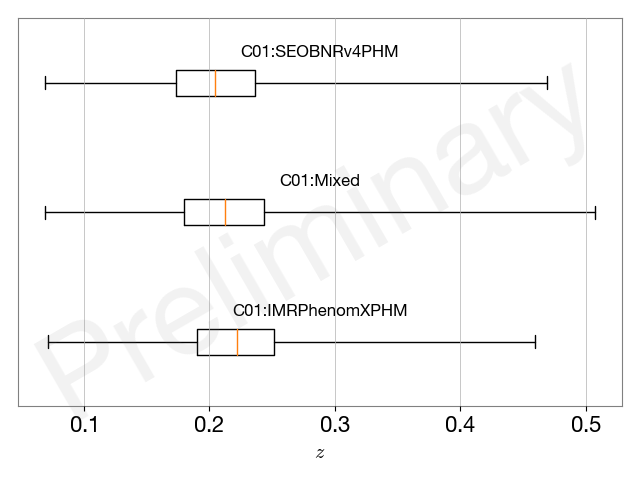 C01:SEOBNRv4PHM
C01:Mixed
C01:IMRPhenomXPHM
Preliminary
0.1 0.2 0.3 0.4 0.5
z